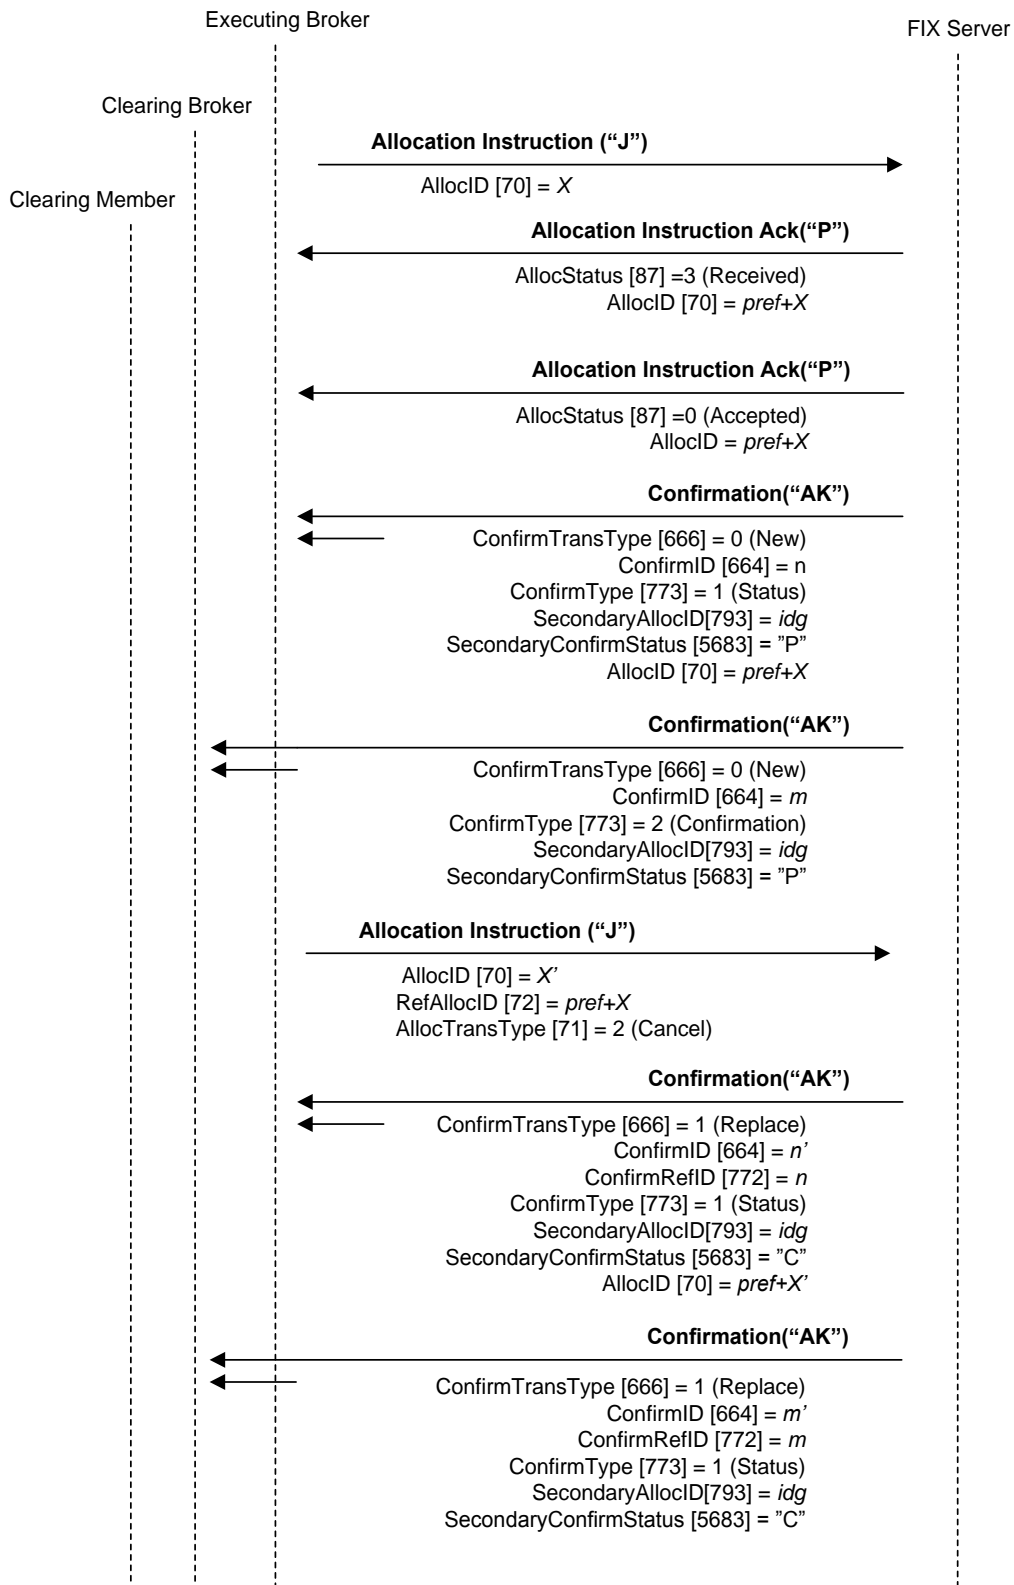 Executing Broker
FIX Server
Clearing Broker
Allocation Instruction (“J”)
AllocID [70] = X
Clearing Member
Allocation Instruction Ack(“P”)
AllocStatus [87] =3 (Received)
AllocID [70] = pref+X
Allocation Instruction Ack(“P”)
AllocStatus [87] =0 (Accepted)
AllocID = pref+X
Confirmation(“AK”)
ConfirmTransType [666] = 0 (New)
ConfirmID [664] = n
ConfirmType [773] = 1 (Status)
SecondaryAllocID[793] = idg
SecondaryConfirmStatus [5683] = ”P”
AllocID [70] = pref+X
Confirmation(“AK”)
ConfirmTransType [666] = 0 (New)
ConfirmID [664] = m
ConfirmType [773] = 2 (Confirmation)
SecondaryAllocID[793] = idg
SecondaryConfirmStatus [5683] = ”P”
Allocation Instruction (“J”)
AllocID [70] = X’
RefAllocID [72] = pref+X
AllocTransType [71] = 2 (Cancel)
Confirmation(“AK”)
ConfirmTransType [666] = 1 (Replace)
ConfirmID [664] = n’
ConfirmRefID [772] = n
ConfirmType [773] = 1 (Status)
SecondaryAllocID[793] = idg
SecondaryConfirmStatus [5683] = ”C”
AllocID [70] = pref+X’
Confirmation(“AK”)
ConfirmTransType [666] = 1 (Replace)
ConfirmID [664] = m’
ConfirmRefID [772] = m
ConfirmType [773] = 1 (Status)
SecondaryAllocID[793] = idg
SecondaryConfirmStatus [5683] = ”C”